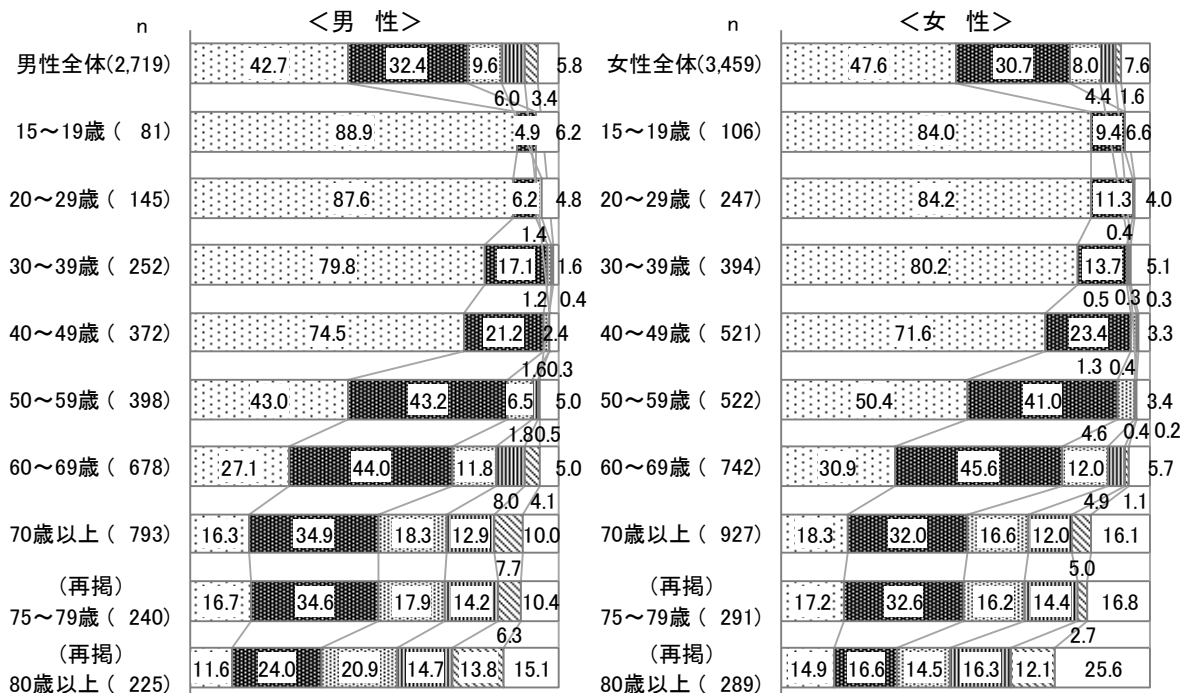 n ＜男 性＞
男性全体(2,719) 42.7 32.4 9.6 5.8
6.0 3.4
15～19歳 ( 81) 88.9 4.9 6.2
20～29歳 ( 145) 87.6 6.2 4.8
1.4
30～39歳 ( 252) 79.8 17.1 1.6
1.2 0.4
40～49歳 ( 372) 74.5 21.2 2.4
1.6 0.3
50～59歳 ( 398) 43.0 43.2 6.5 5.0
1.8 0.5
60～69歳 ( 678) 27.1 44.0 11.8 5.0
8.0 4.1
70歳以上 ( 793) 16.3 34.9 18.3 12.9 10.0
7.7
(再掲)
75～79歳 ( 240) 16.7 34.6 17.9 14.2 10.4
6.3
(再掲)
80歳以上 ( 225) 11.6 24.0 20.9 14.7 13.8 15.1
n ＜女 性＞
女性全体(3,459) 47.6 30.7 8.0 7.6
4.4 1.6
15～19歳 ( 106) 84.0 9.4 6.6
20～29歳 ( 247) 84.2 11.3 4.0
0.4
30～39歳 ( 394) 80.2 13.7 5.1
0.5 0.3 0.3
40～49歳 ( 521) 71.6 23.4 3.3
1.3 0.4
50～59歳 ( 522) 50.4 41.0 3.4
4.6 0.4 0.2
60～69歳 ( 742) 30.9 45.6 12.0 5.7
4.9 1.1
70歳以上 ( 927) 18.3 32.0 16.6 12.0 16.1
5.0
(再掲)
75～79歳 ( 291) 17.2 32.6 16.2 14.4 16.8
2.7
(再掲)
80歳以上 ( 289) 14.9 16.6 14.5 16.3 12.1 25.6